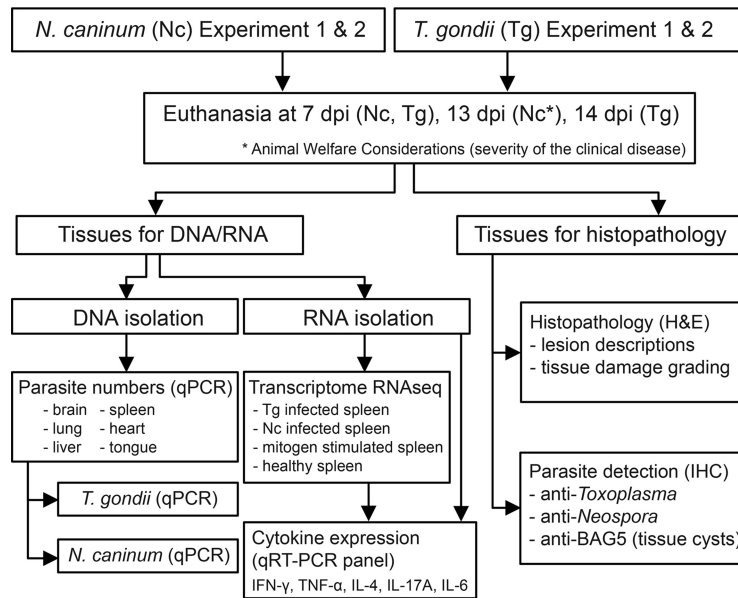 N. caninum (Nc) Experiment 1 & 2
T. gondii (Tg) Experiment 1 & 2
Euthanasia at 7 dpi (Nc, Tg), 13 dpi (Nc*), 14 dpi (Tg)
* Animal Welfare Considerations (severity of the clinical disease)
Tissues for DNA/RNA
Tissues for histopathology
DNA isolation
RNA isolation
Parasite numbers (qPCR)
- brain - spleen
- lung - heart
- liver - tongue
T. gondii (qPCR)
N. caninum (qPCR)
Transcriptome RNAseq
- Tg infected spleen
- Nc infected spleen
- mitogen stimulated spleen
- healthy spleen
Cytokine expression
(qRT-PCR panel)
IFN-γ, TNF-α, IL-4, IL-17A, IL-6
Histopathology (H&E)
- lesion descriptions
- tissue damage grading
Parasite detection (IHC)
- anti-Toxoplasma
- anti-Neospora
- anti-BAG5 (tissue cysts)